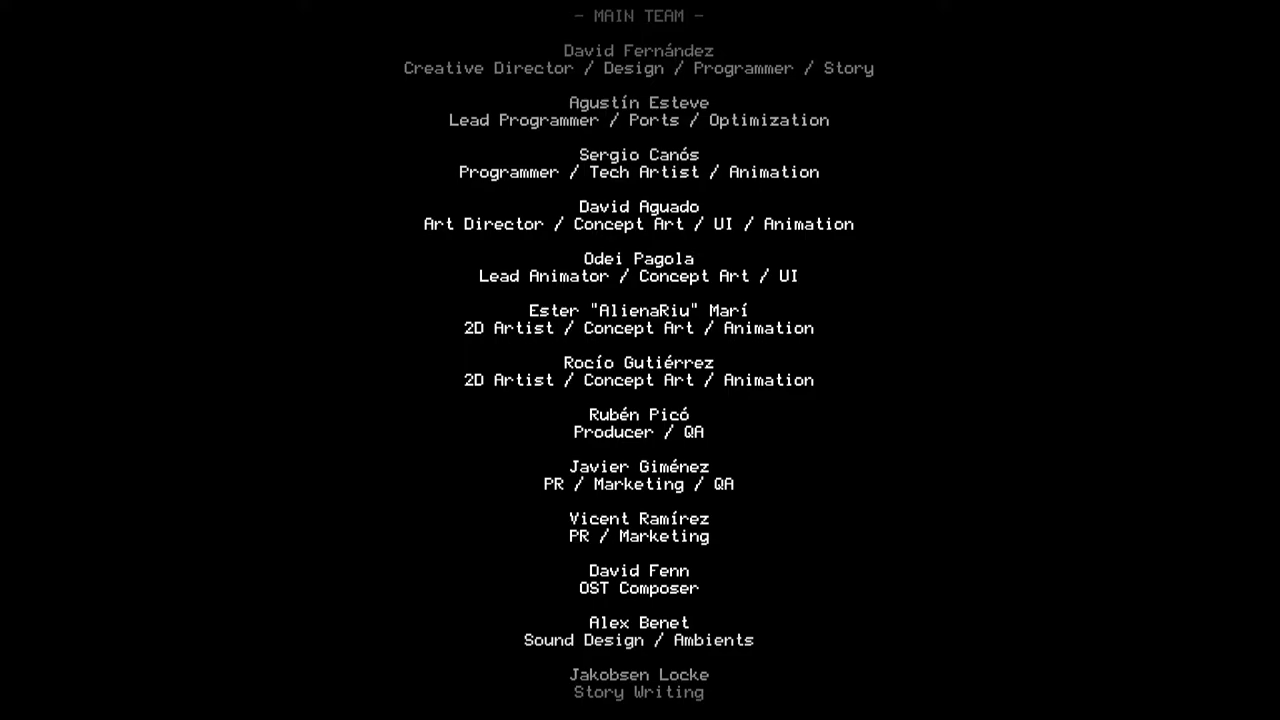 - MAIN TEAM -
David Fernández
Creative Director / Design / Programmer / Story
Agustín Esteve
Lead Programmer / Ports / Optimization
Sergio Canós
Programmer / Tech Artist / Animation
David Aguado
Art Director / Concept Art / UI / Animation
Odei Pagola
Lead Animator / Concept Art / UI
Ester "AlienaRiu" Marí
2D Artist / Concept Art / Animation
Rocío Gutiérrez
2D Artist / Concept Art / Animation
Rubén Picó
Producer / QA
Javier Giménez
PR / Marketing / QA
Vicent Ramírez
PR / Marketing
David Fenn
OST Composer
Alex Benet
Sound Design / Ambients
Jakobsen Locke
Story Writing